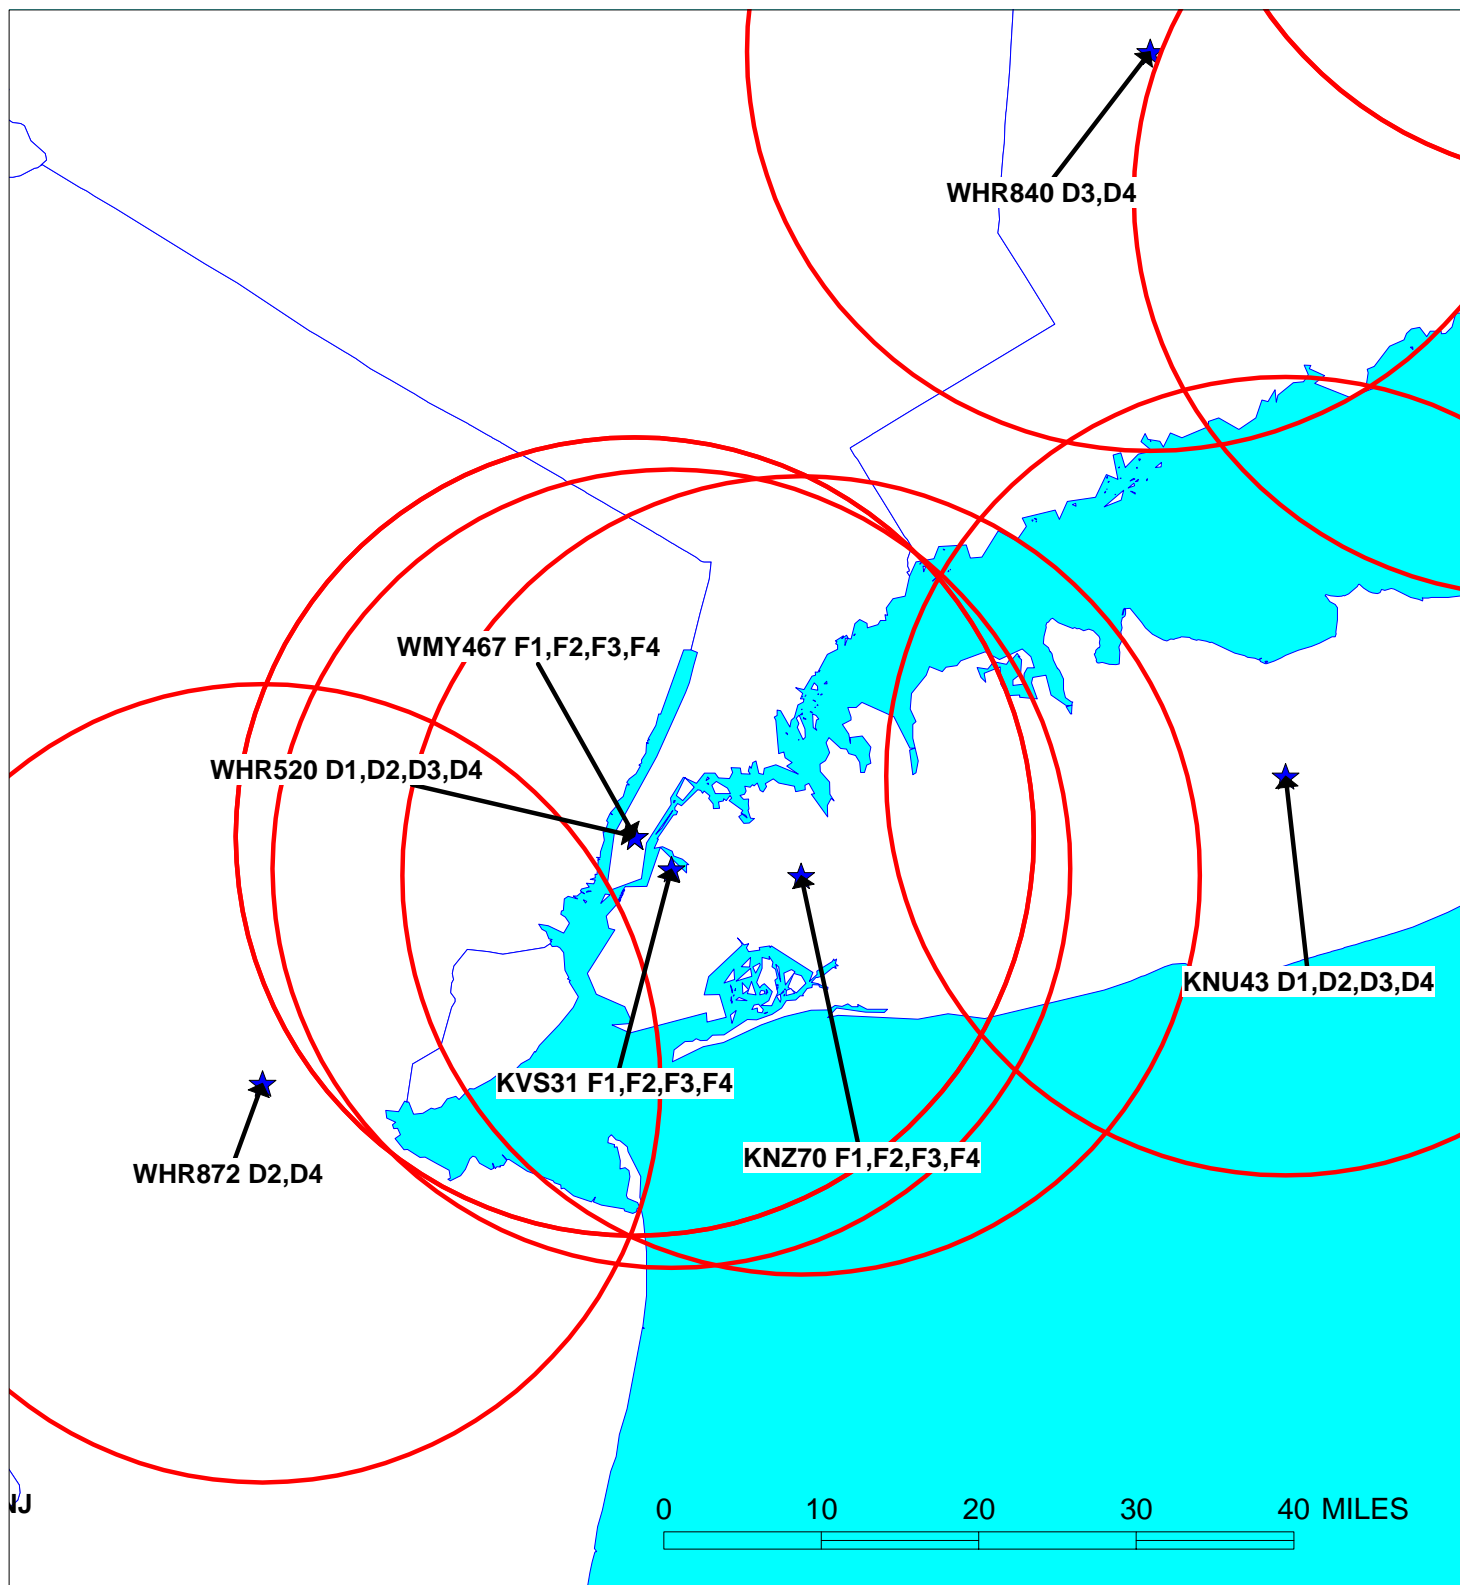 WHR840 D3,D4
WMY467 F1,F2,F3,F4
WHR520 D1,D2,D3,D4
KNU43 D1,D2,D3,D4
KVS31 F1,F2,F3,F4
KNZ70 F1,F2,F3,F4
WHR872 D2,D4
NJ
0 10 20 30 40 MILES